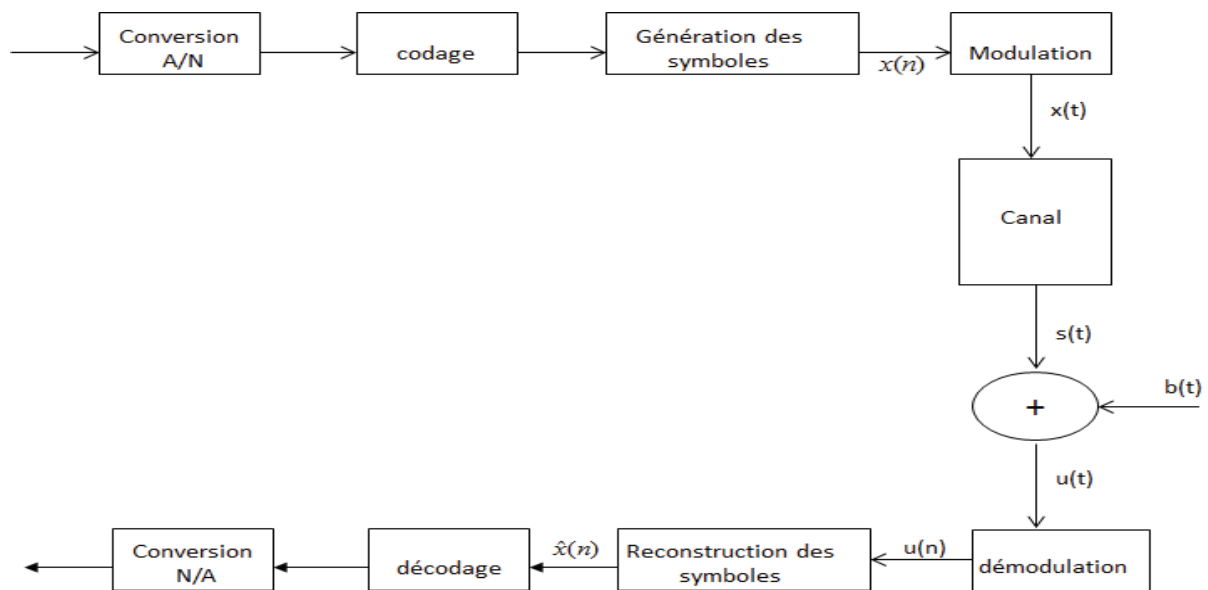 Conversion
A/N
codage
Génération des
symboles
x(n)
Modulation
x(t)
Canal
s(t)
+
b(t)
u(t)
Conversion
N/A
décodage
x̂(n)
Reconstruction des
symboles
u(n)
démodulation